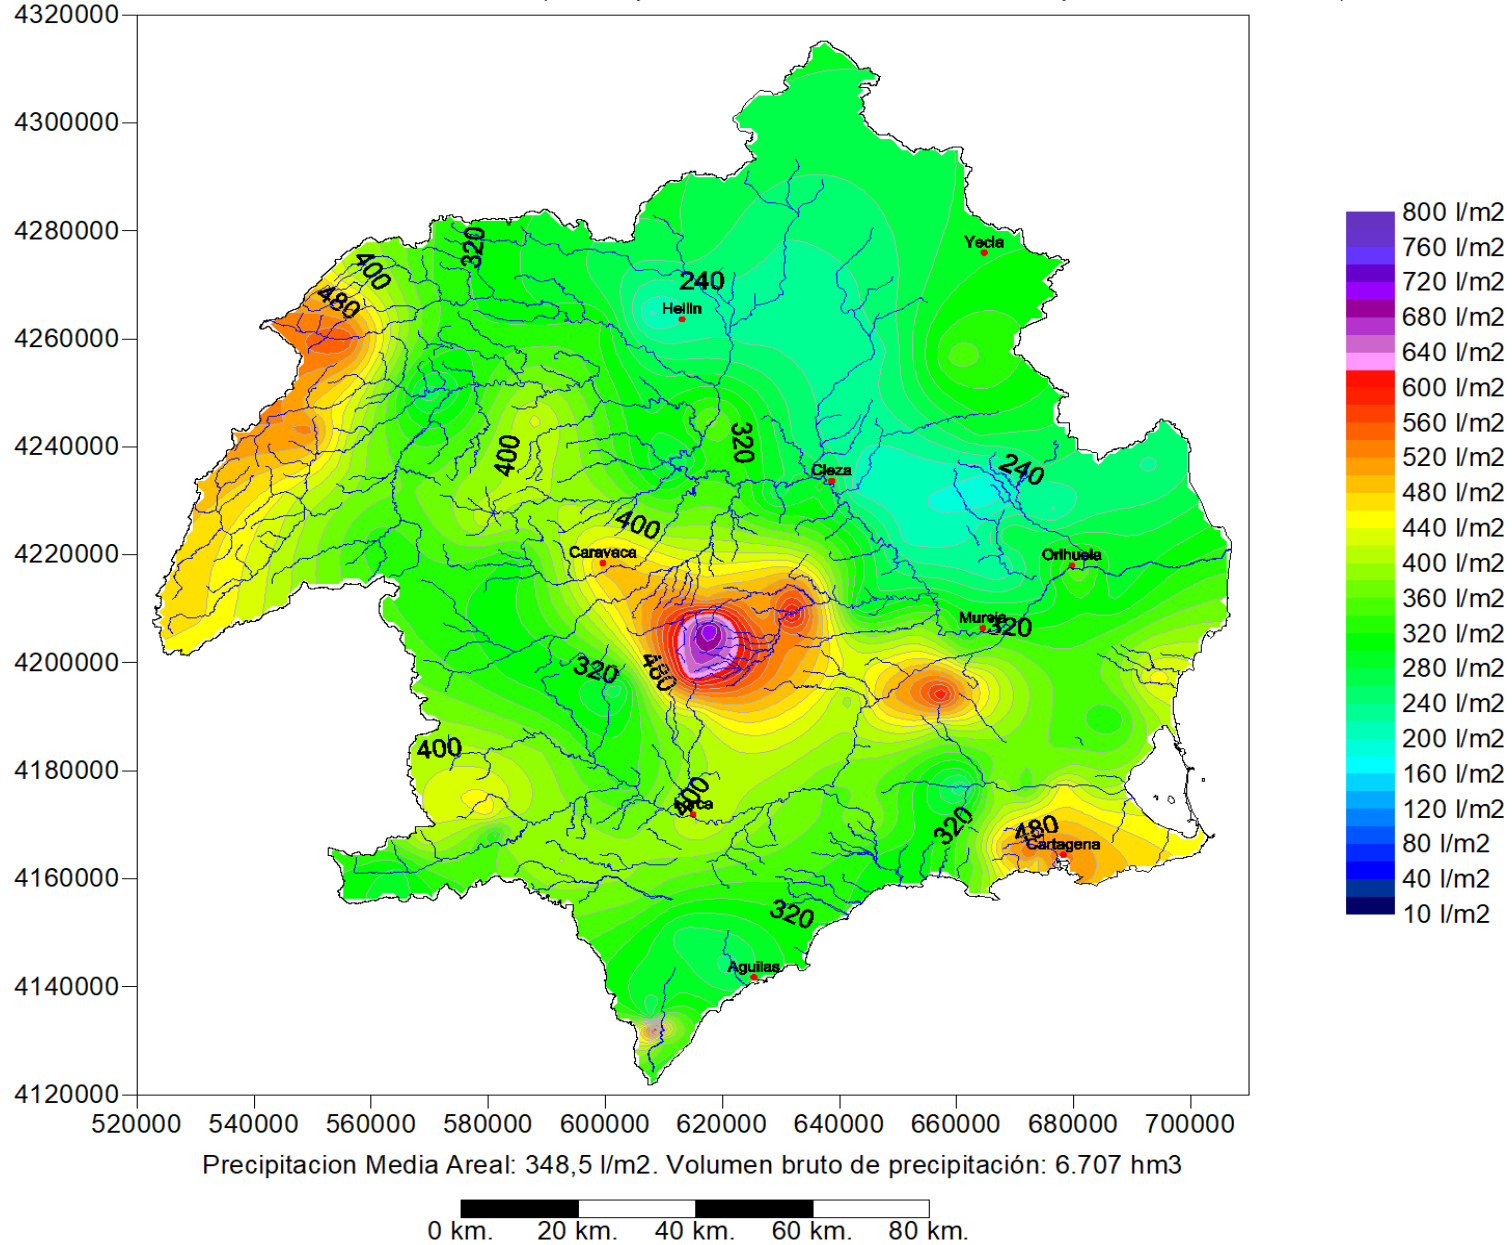 4320000
4300000
4280000
4260000
4240000
4220000
4200000
4180000
4160000
4140000
4120000
520000 540000 560000 580000 600000 620000 640000 660000 680000 700000
Yecla
320
400
480
240
Hellin
400
320
Cieza
240
400
Caravaca
Orihuela
Murcia
320
320
480
400
400
320
480
Cartagena
320
Aguilas
800 l/m2
760 l/m2
720 l/m2
680 l/m2
640 l/m2
600 l/m2
560 l/m2
520 l/m2
480 l/m2
440 l/m2
400 l/m2
360 l/m2
320 l/m2
280 l/m2
240 l/m2
200 l/m2
160 l/m2
120 l/m2
80 l/m2
40 l/m2
10 l/m2
Precipitacion Media Areal: 348,5 l/m2. Volumen bruto de precipitación: 6.707 hm3
0 km. 20 km. 40 km. 60 km. 80 km.